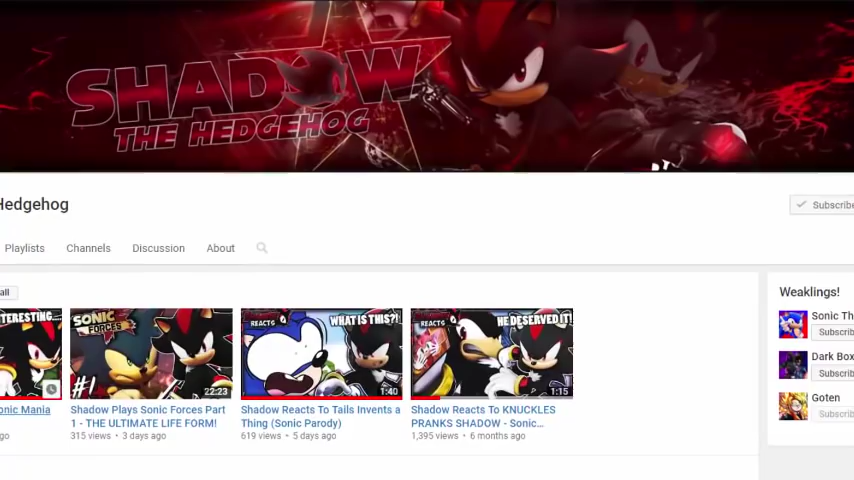 SHADOW
THE HEDGEHOG
Hedgehog
Subscribe
Playlists
Channels
Discussion
About
all
Weaklings!
TERESTING...
SONIC
FORCES
#1
22:23
REACTS
WHAT IS THIS?!
1:40
REACTS
HE DESERVED IT!
1:15
Sonic Th
Subscrib
Dark Box
Subscrib
Goten
Subscrib
onic Mania
go
Shadow Plays Sonic Forces Part
1 - THE ULTIMATE LIFE FORM!
315 views • 3 days ago
Shadow Reacts To Tails Invents a
Thing (Sonic Parody)
619 views • 5 days ago
Shadow Reacts To KNUCKLES
PRANKS SHADOW - Sonic...
1,395 views • 6 months ago